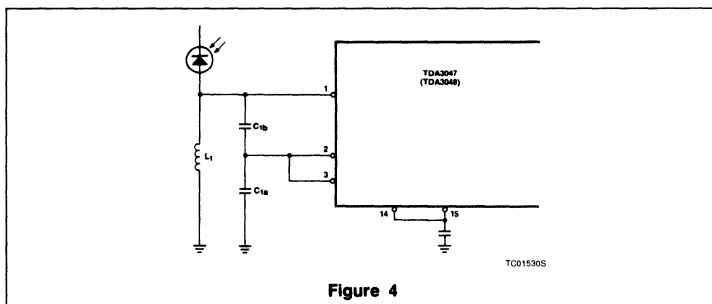 TDA3047
(TDA3048)
1
C1b
2
L1
3
C1a
14 15
TC01530S
Figure 4